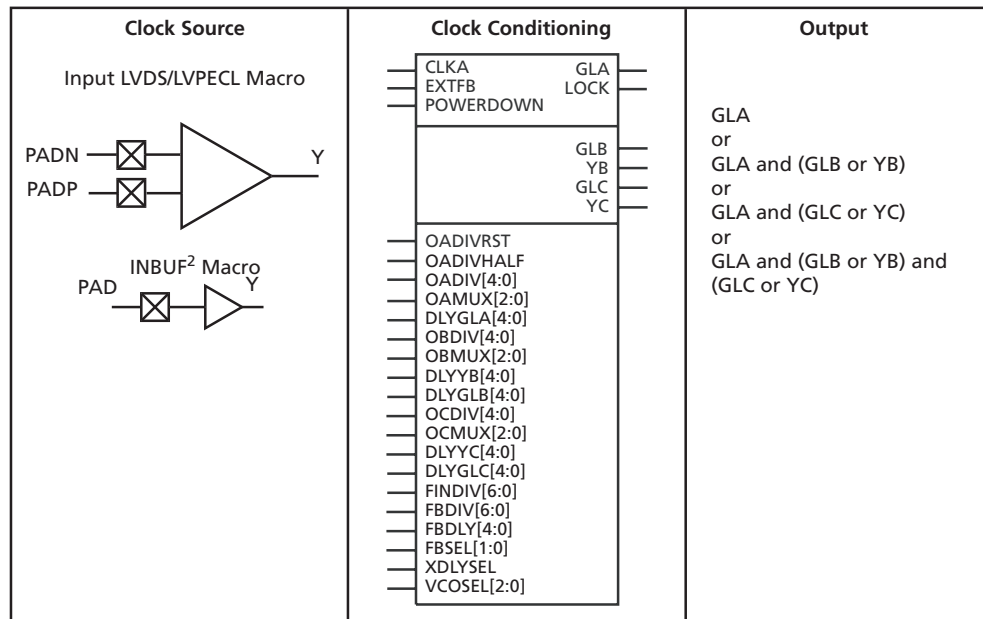 Clock Source
Input LVDS/LVPECL Macro
PADN
PADP
Y
INBUF2 Macro
PAD
Y
Clock Conditioning
CLKA
EXTFB
POWERDOWN
GLA
LOCK
GLB
YB
GLC
YC
OADIVRST
OADIVHALF
OADIV[4:0]
OAMUX[2:0]
DLYGLA[4:0]
OBDIV[4:0]
OBMUX[2:0]
DLYYB[4:0]
DLYGLB[4:0]
OCDIV[4:0]
OCMUX[2:0]
DLYYC[4:0]
DLYGLC[4:0]
FINDIV[6:0]
FBDIV[6:0]
FBDLY[4:0]
FBSEL[1:0]
XDLYSEL
VCOSEL[2:0]
Output
GLA
or
GLA and (GLB or YB)
or
GLA and (GLC or YC)
or
GLA and (GLB or YB) and
(GLC or YC)